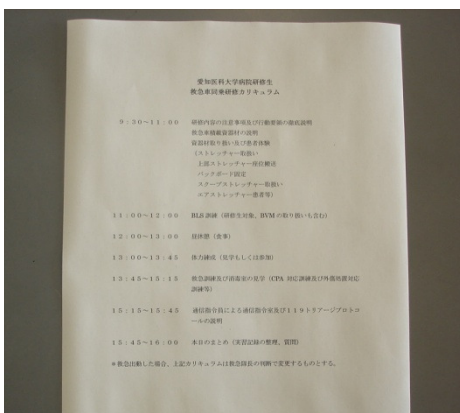 愛知医科大学病院研修生
救急車同乗研修カリキュラム
9:30~11:00 研修内容の注意事項及び行動要領の徹底説明
救急車積載資器材の説明
資器材取り扱い及び患者体験
(ストレッチャー取扱い
上部ストレッチャー座位搬送
バックボード固定
スクープストレッチャー取扱い
エアストレッチャー患者等)
11:00~12:00 BLS訓練(研修生対象、BVMの取り扱いも含む)
12:00~13:00 昼休憩(食事)
13:00~13:45 体力錬成(見学もしくは参加)
13:45~15:15 救急訓練及び消防署の見学(CPA対応訓練及び外傷処置対応
訓練等)
15:15~15:45 通信指令員による通信指令室及び119トリアージプロトコ
ールの説明
15:45~16:00 本日のまとめ(実習記録の整理、質問)
*救急出動した場合、上記カリキュラムは救急隊長の判断で変更するものとする。